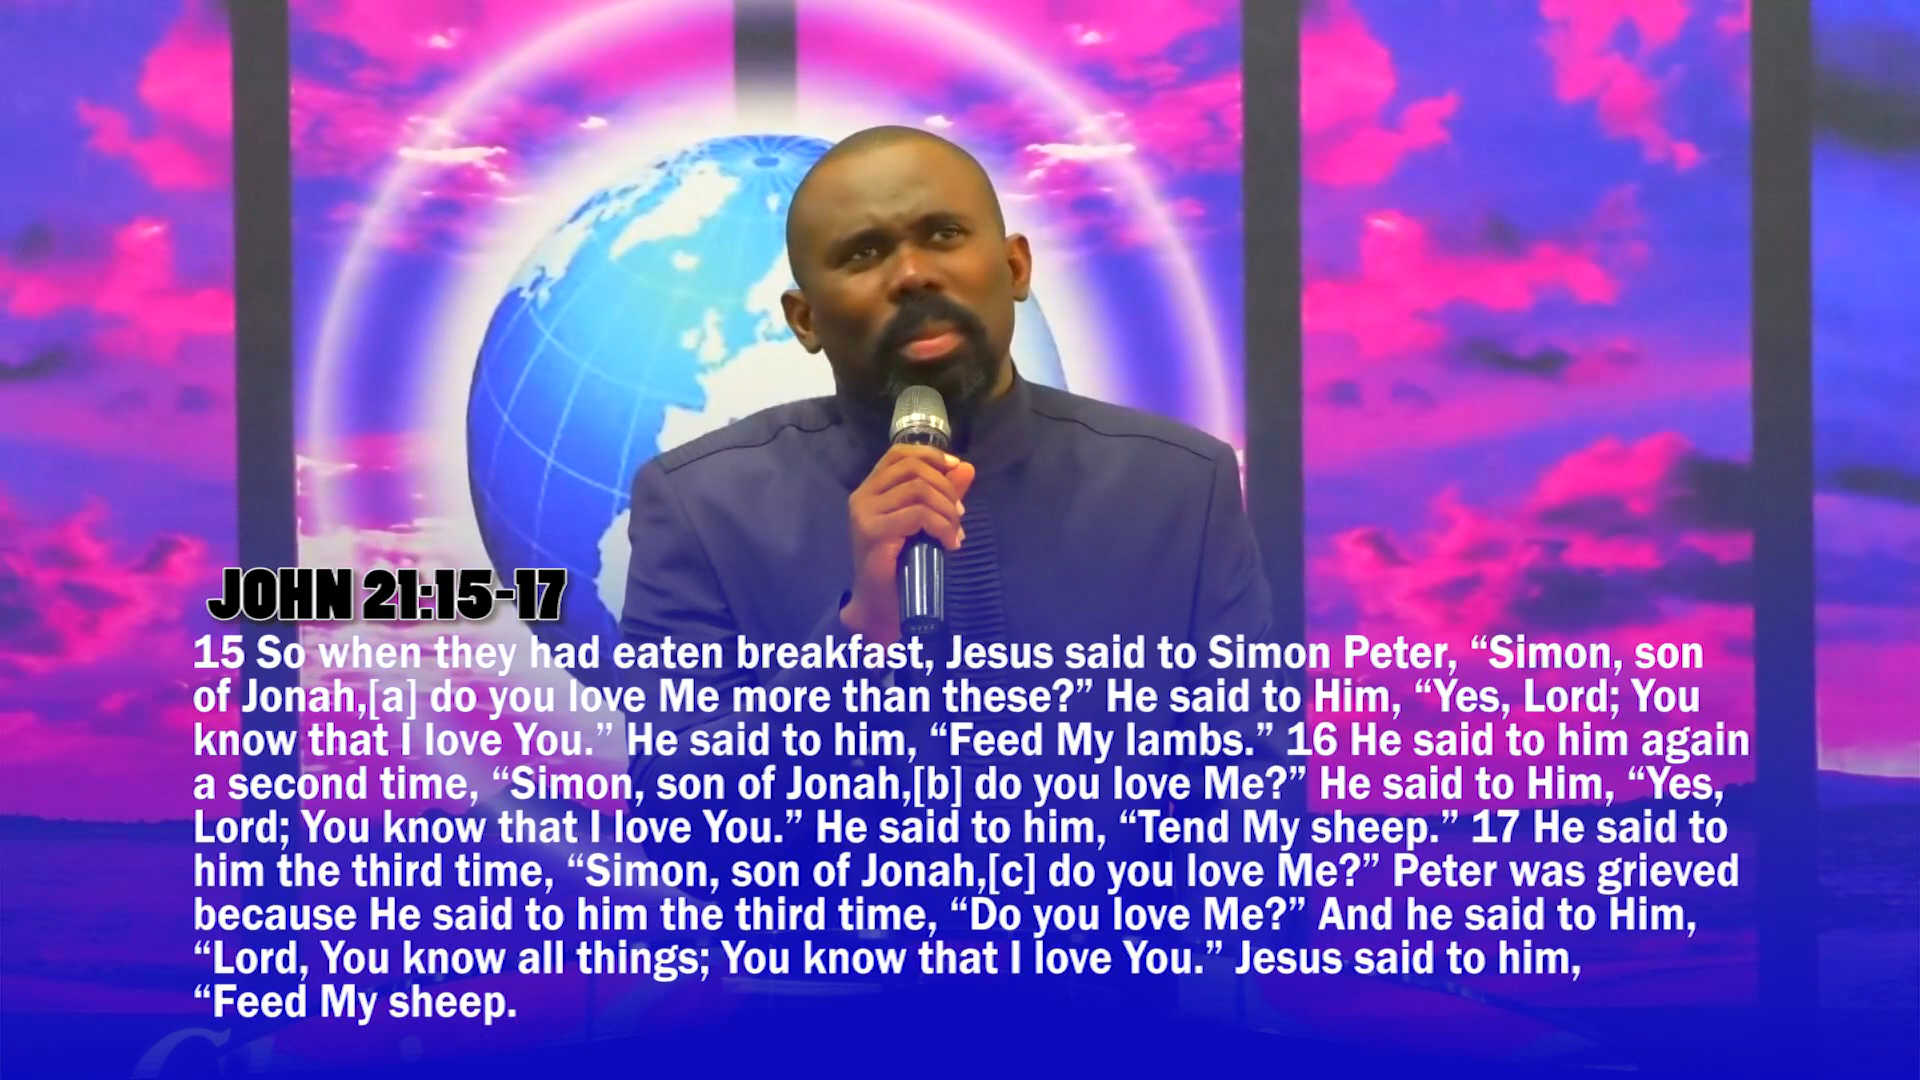 JOHN 21:15-17
15 So when they had eaten breakfast, Jesus said to Simon Peter, “Simon, son
of Jonah,[a] do you love Me more than these?” He said to Him, “Yes, Lord; You
know that I love You.” He said to him, “Feed My lambs.” 16 He said to him again
a second time, “Simon, son of Jonah,[b] do you love Me?” He said to Him, “Yes,
Lord; You know that I love You.” He said to him, “Tend My sheep.” 17 He said to
him the third time, “Simon, son of Jonah,[c] do you love Me?” Peter was grieved
because He said to him the third time, “Do you love Me?” And he said to Him,
“Lord, You know all things; You know that I love You.” Jesus said to him,
“Feed My sheep.